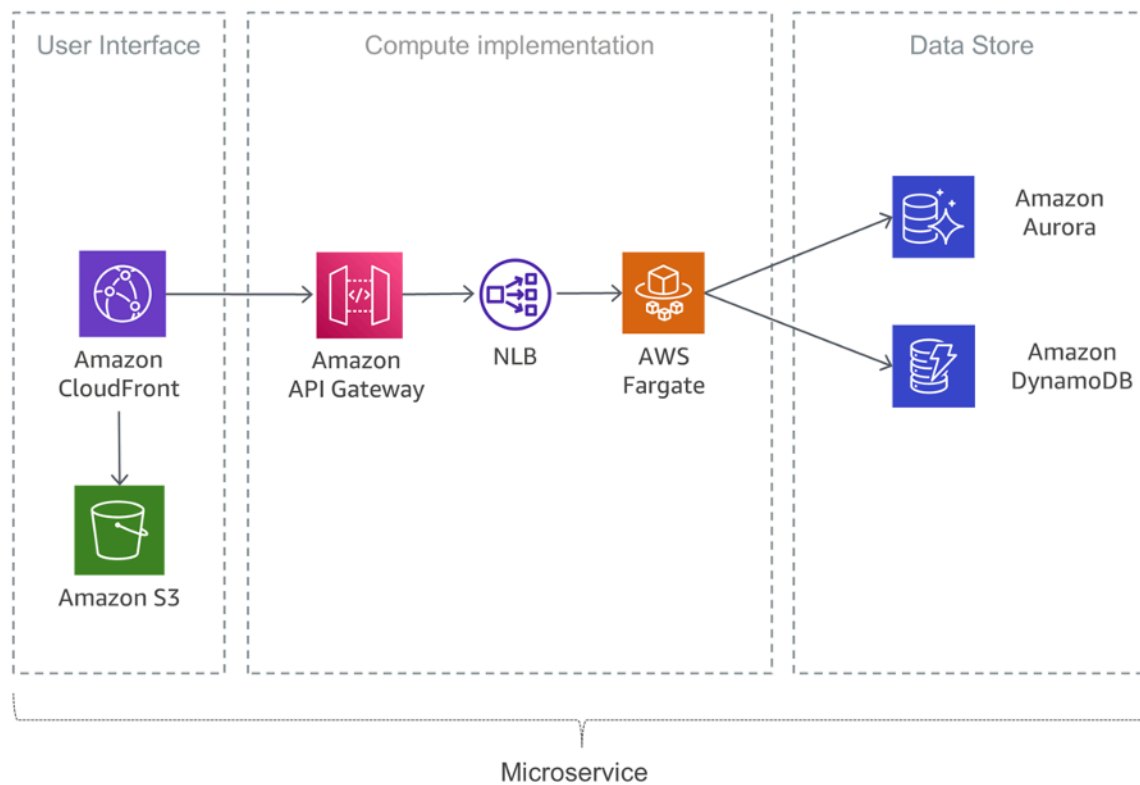 User Interface
Compute implementation
Data Store
Amazon
Aurora
Amazon
CloudFront
</>
Amazon
API Gateway
NLB
AWS
Fargate
Amazon
DynamoDB
Amazon S3
Microservice